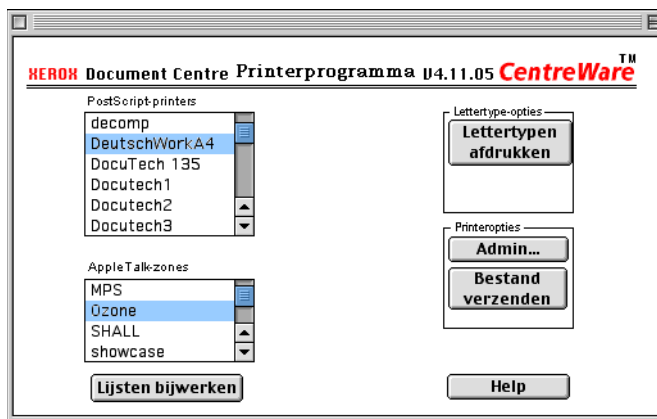 XEROX Document Centre Printerprogramma V4.11.05 CentreWare™
PostScript-printers
decomp
DeutschWorkA4
DocuTech 135
Docutech1
Docutech2
Docutech3
AppleTalk-zones
MPS
Ozone
SHALL
showcase
Lijsten bijwerken
Lettertype-opties
Lettertypen
afdrukken
Printeropties
Admin...
Bestand
verzenden
Help